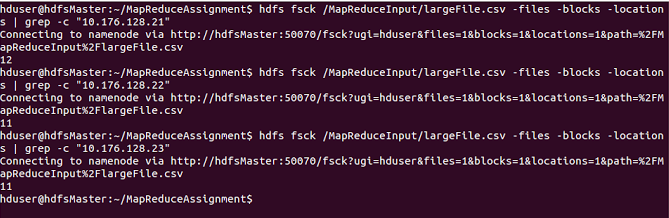 hduser@hdfsMaster:~/MapReduceAssignment$ hdfs fsck /MapReduceInput/largeFile.csv -files -blocks -location
s | grep -c "10.176.128.21"
Connecting to namenode via http://hdfsMaster:50070/fsck?ugi=hduser&files=1&blocks=1&locations=1&path=%2FM
apReduceInput%2FlargeFile.csv
12
hduser@hdfsMaster:~/MapReduceAssignment$ hdfs fsck /MapReduceInput/largeFile.csv -files -blocks -location
s | grep -c "10.176.128.22"
Connecting to namenode via http://hdfsMaster:50070/fsck?ugi=hduser&files=1&blocks=1&locations=1&path=%2FM
apReduceInput%2FlargeFile.csv
11
hduser@hdfsMaster:~/MapReduceAssignment$ hdfs fsck /MapReduceInput/largeFile.csv -files -blocks -location
s | grep -c "10.176.128.23"
Connecting to namenode via http://hdfsMaster:50070/fsck?ugi=hduser&files=1&blocks=1&locations=1&path=%2FM
apReduceInput%2FlargeFile.csv
11
hduser@hdfsMaster:~/MapReduceAssignment$